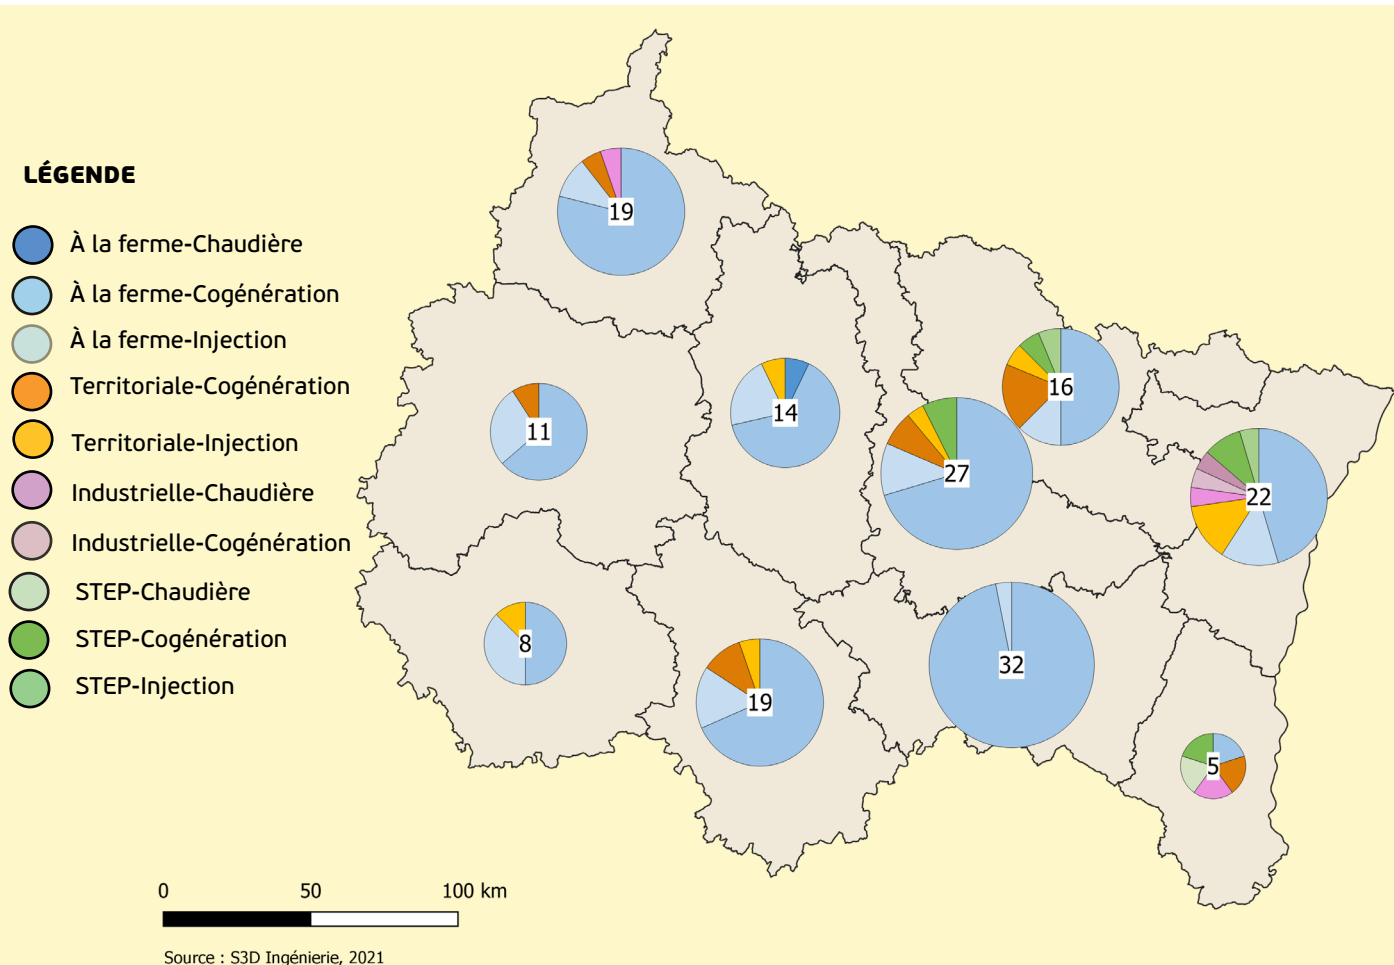 LÉGENDE
À la ferme-Chaudière
À la ferme-Cogénération
À la ferme-Injection
Territoriale-Cogénération
Territoriale-Injection
Industrielle-Chaudière
Industrielle-Cogénération
STEP-Chaudière
STEP-Cogénération
STEP-Injection
19
16
14
11
27
22
8
32
19
5
0 50 100 km
Source : S3D Ingénierie, 2021